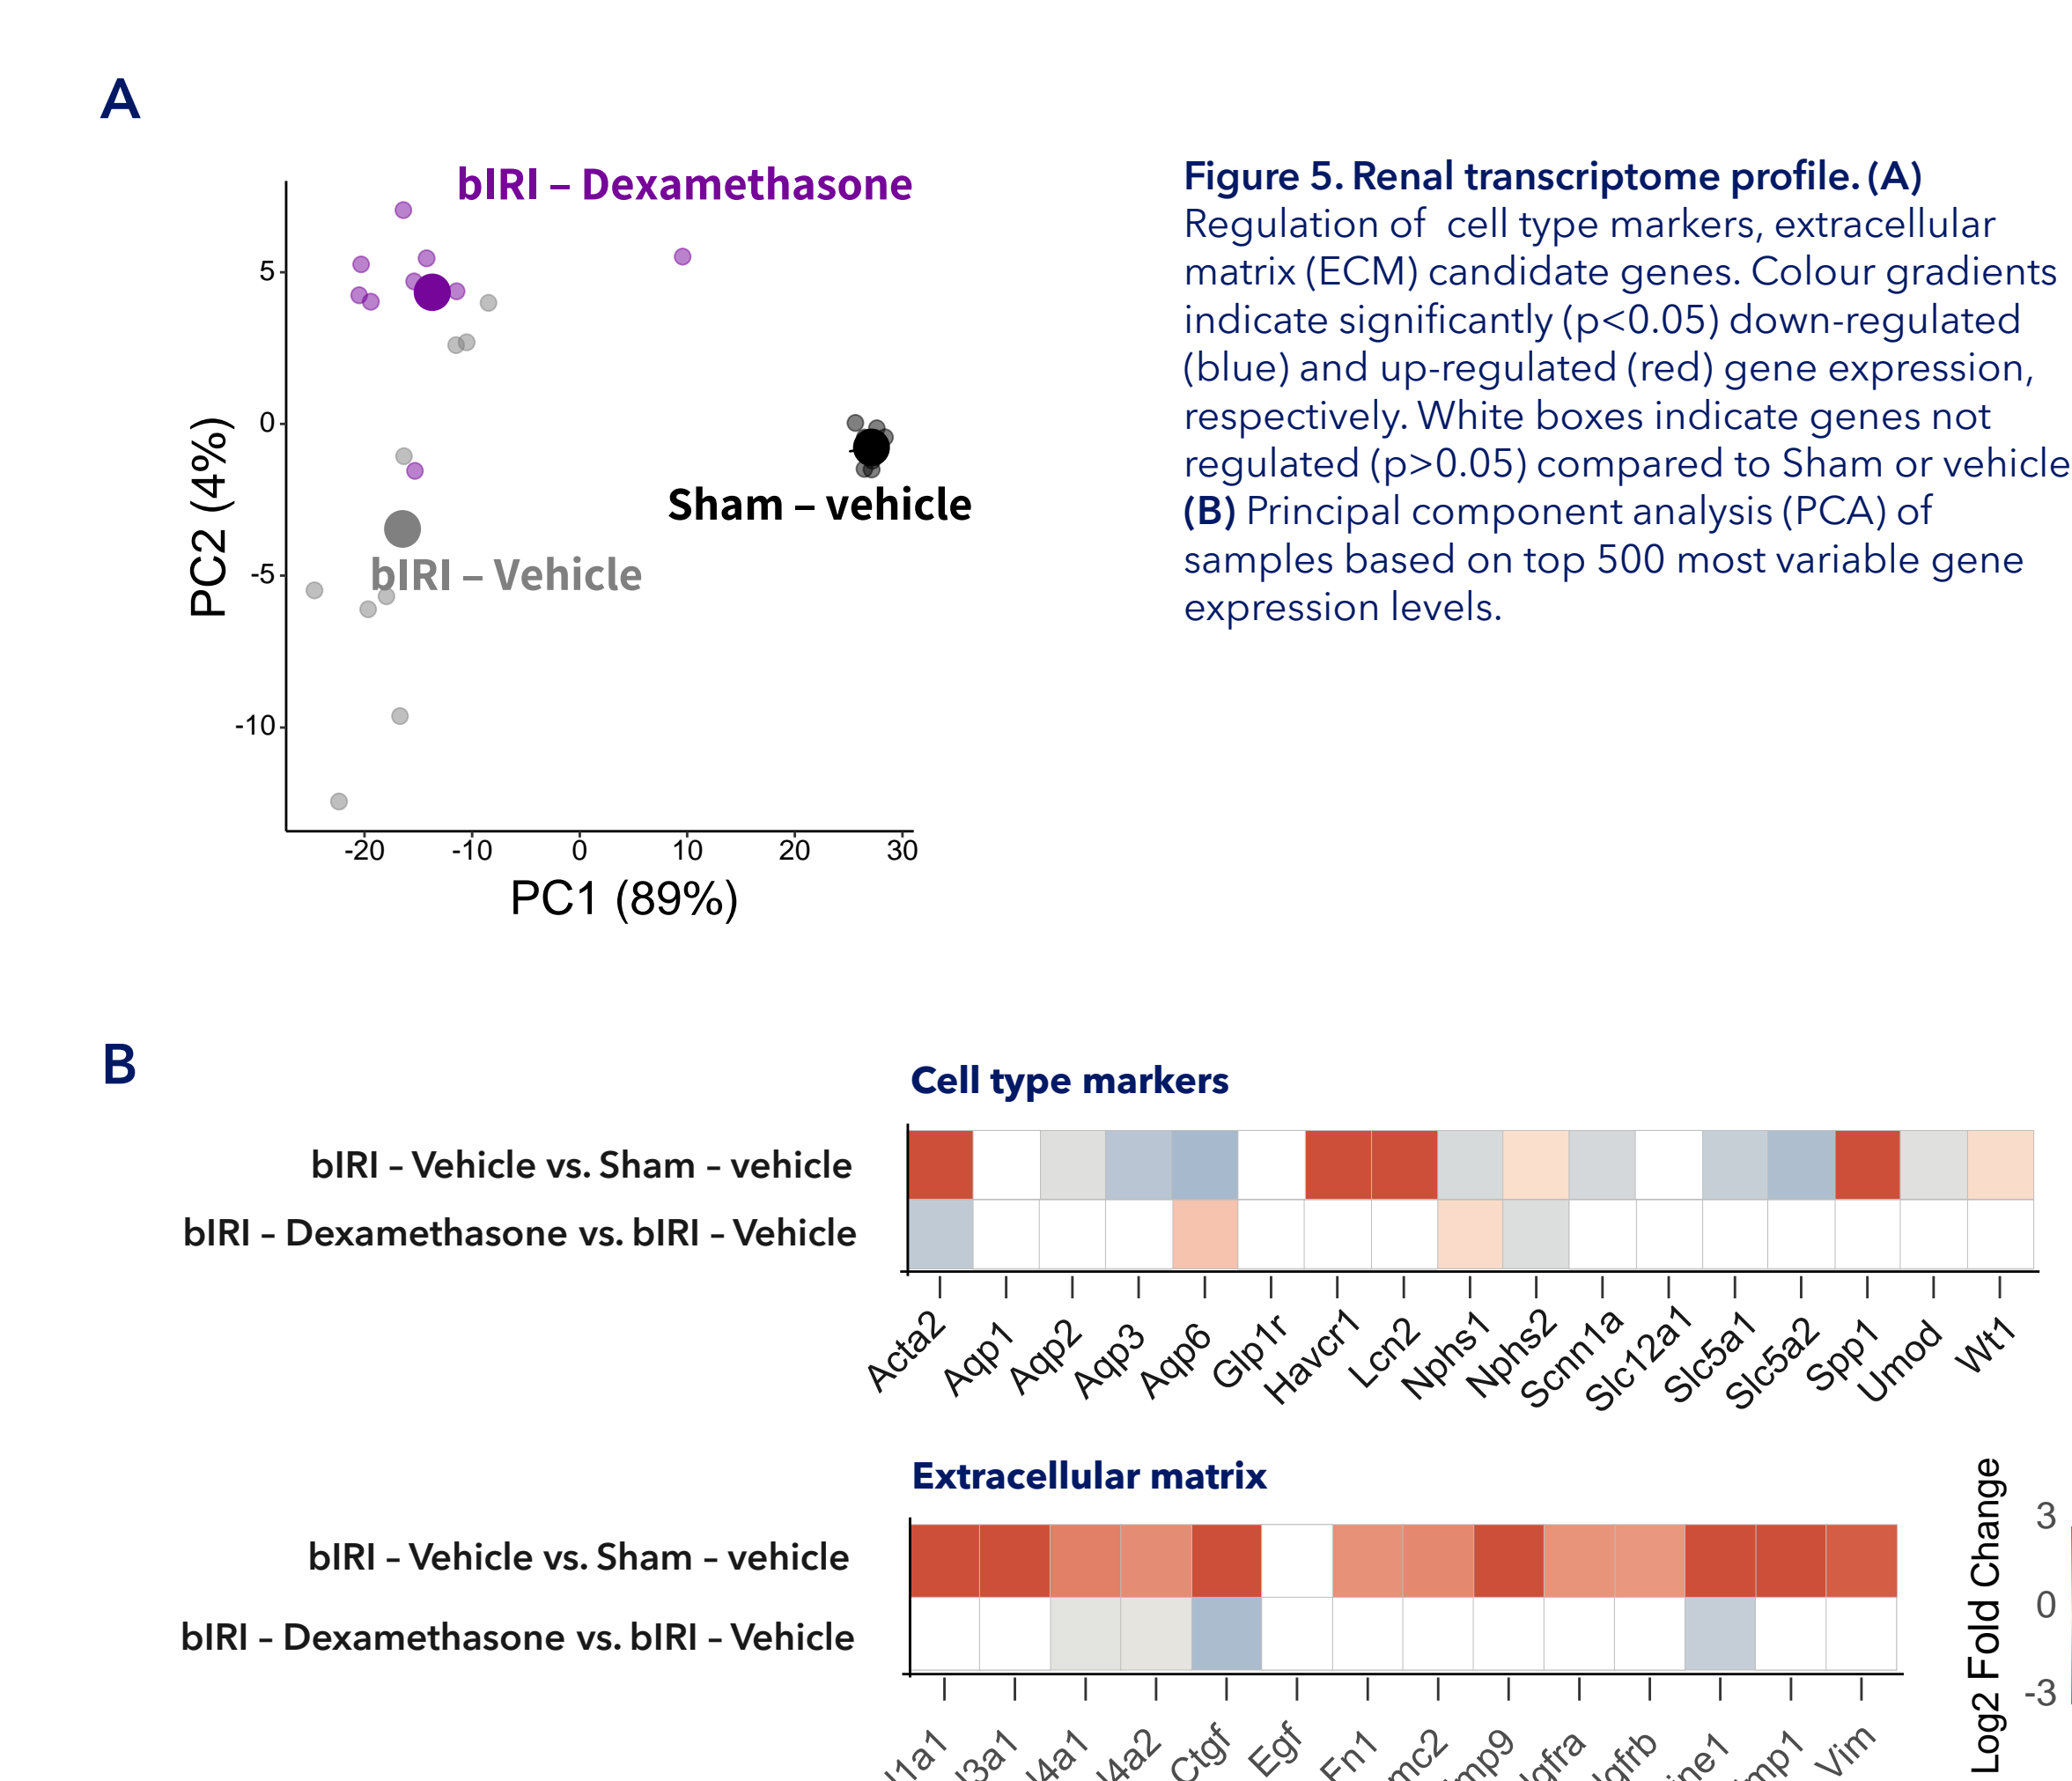 A
bIRI – Dexamethasone
5
0
-5
-10
PC2 (4%)
Sham – vehicle
bIRI – Vehicle
-20 -10 0 10 20 30
PC1 (89%)
Figure 5. Renal transcriptome profile. (A)
Regulation of cell type markers, extracellular
matrix (ECM) candidate genes. Colour gradients
indicate significantly (p<0.05) down-regulated
(blue) and up-regulated (red) gene expression,
respectively. White boxes indicate genes not
regulated (p>0.05) compared to Sham or vehicle
(B) Principal component analysis (PCA) of
samples based on top 500 most variable gene
expression levels.
B
Cell type markers
bIRI – Vehicle vs. Sham – vehicle
bIRI – Dexamethasone vs. bIRI – Vehicle
Acta2 Aqp1 Aqp2 Aqp3 Aqp6 Glp1r Havcr1 Lcn2 Nphs1 Nphs2 Scnn1a Slc12a1 Slc5a1 Slc5a2 Spp1 Umod Wt1
Extracellular matrix
bIRI – Vehicle vs. Sham – vehicle
bIRI – Dexamethasone vs. bIRI – Vehicle
Ctgf Egf Fn1 Vim
Log2 Fold Change
3
0
-3